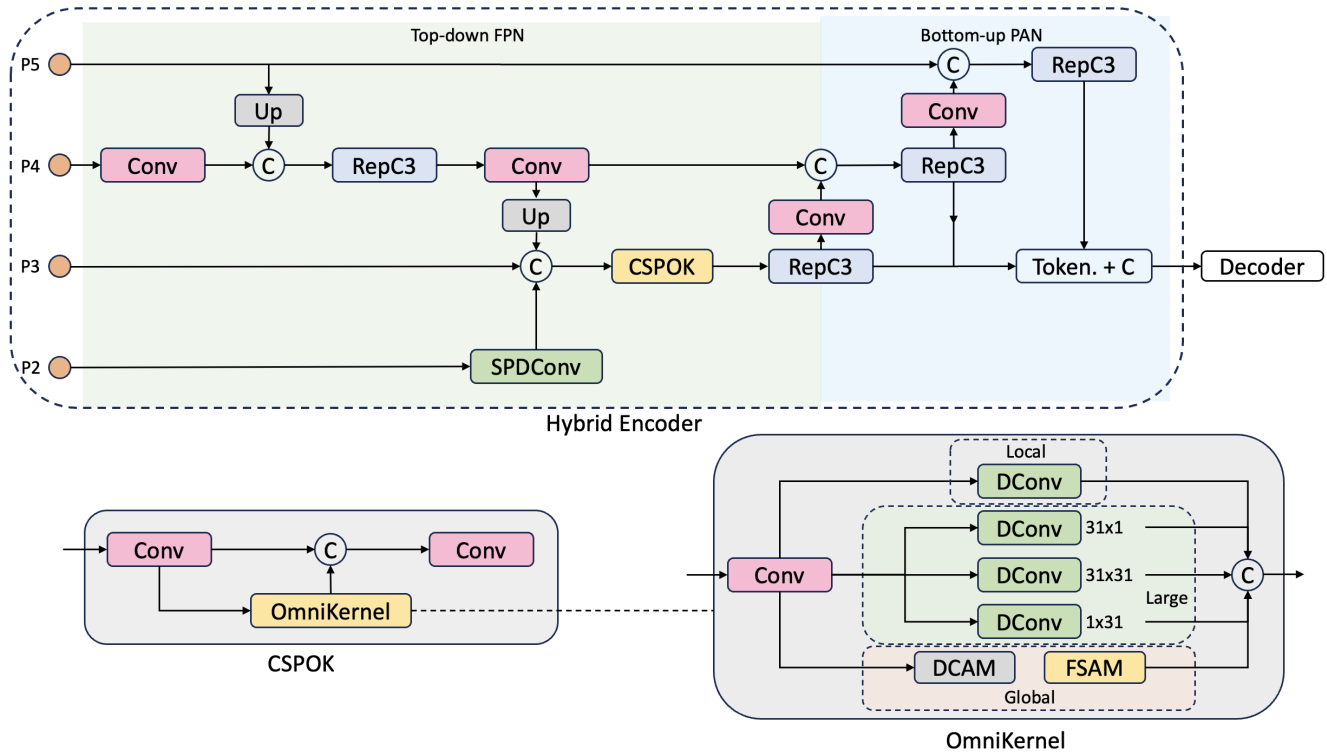 Top-down FPN
Bottom-up PAN
P5
C
RepC3
Up
Conv
P4
Conv
C
RepC3
Conv
C
RepC3
Up
Conv
P3
C
CSPOK
RepC3
Token. + C
Decoder
P2
SPDConv
Hybrid Encoder
Conv
C
Conv
OmniKernel
CSPOK
Local
DConv
DConv 31x1
Conv
DConv 31x31
C
Large
DConv 1x31
DCAM
FSAM
Global
OmniKernel